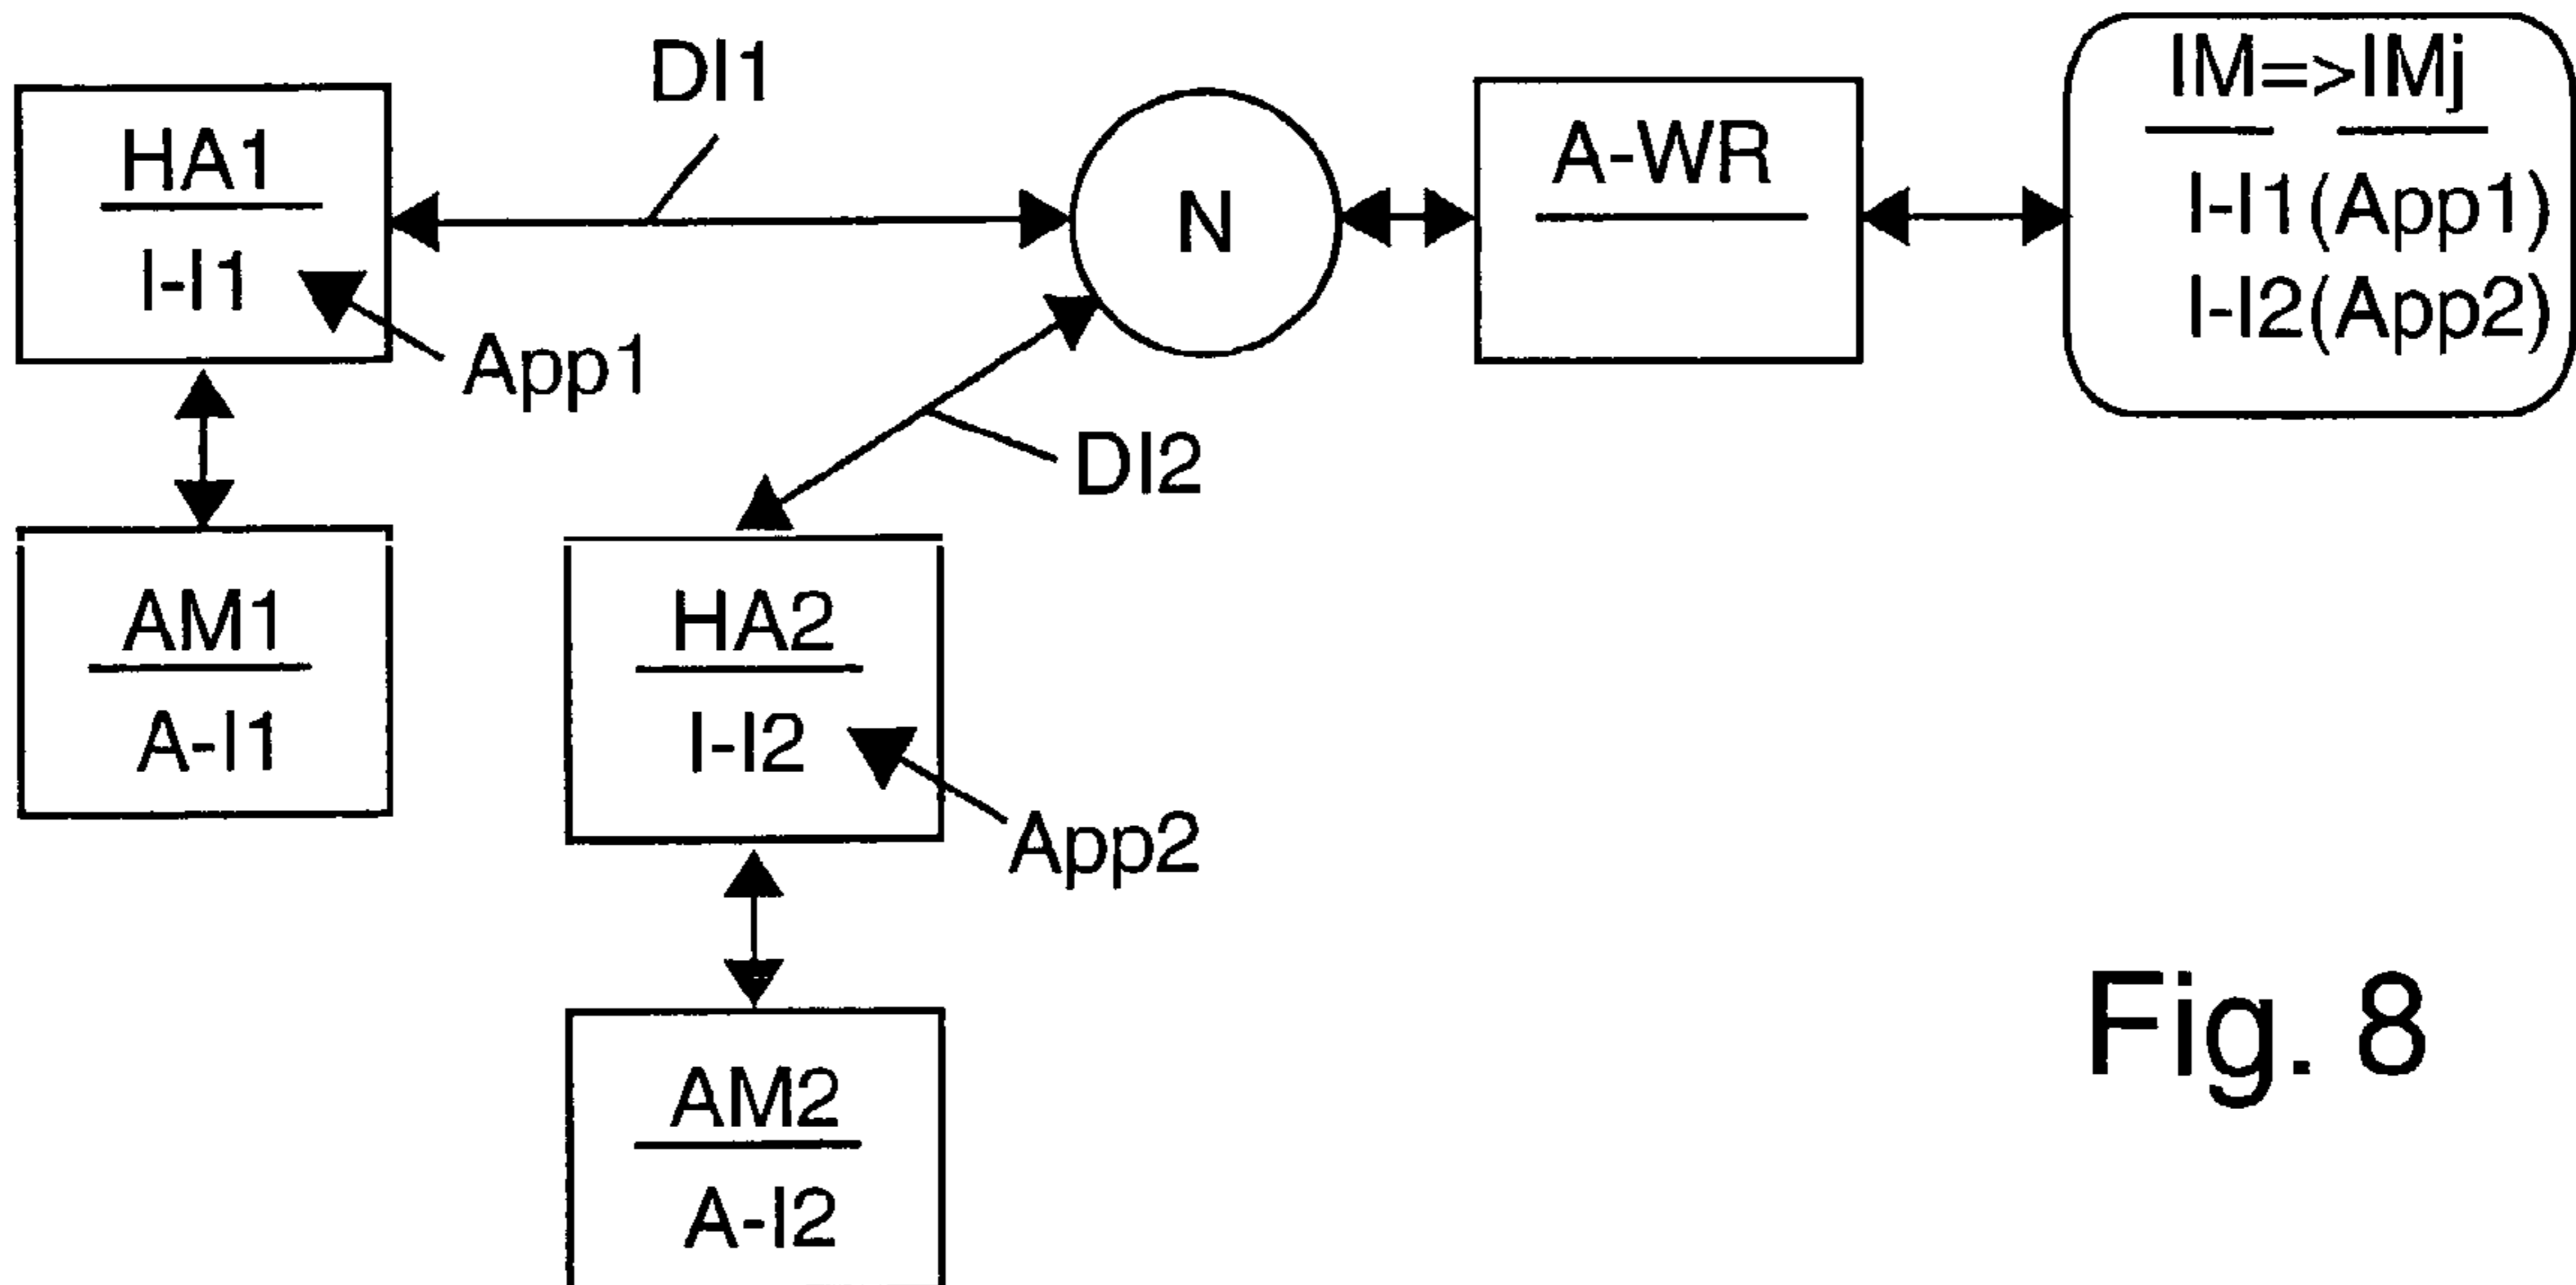 DI1
HA1
I-I1
App1
N
A-WR
IM=>IMj
I-I1(App1)
I-I2(App2)
DI2
AM1
A-I1
HA2
I-I2
App2
AM2
A-I2
Fig. 8